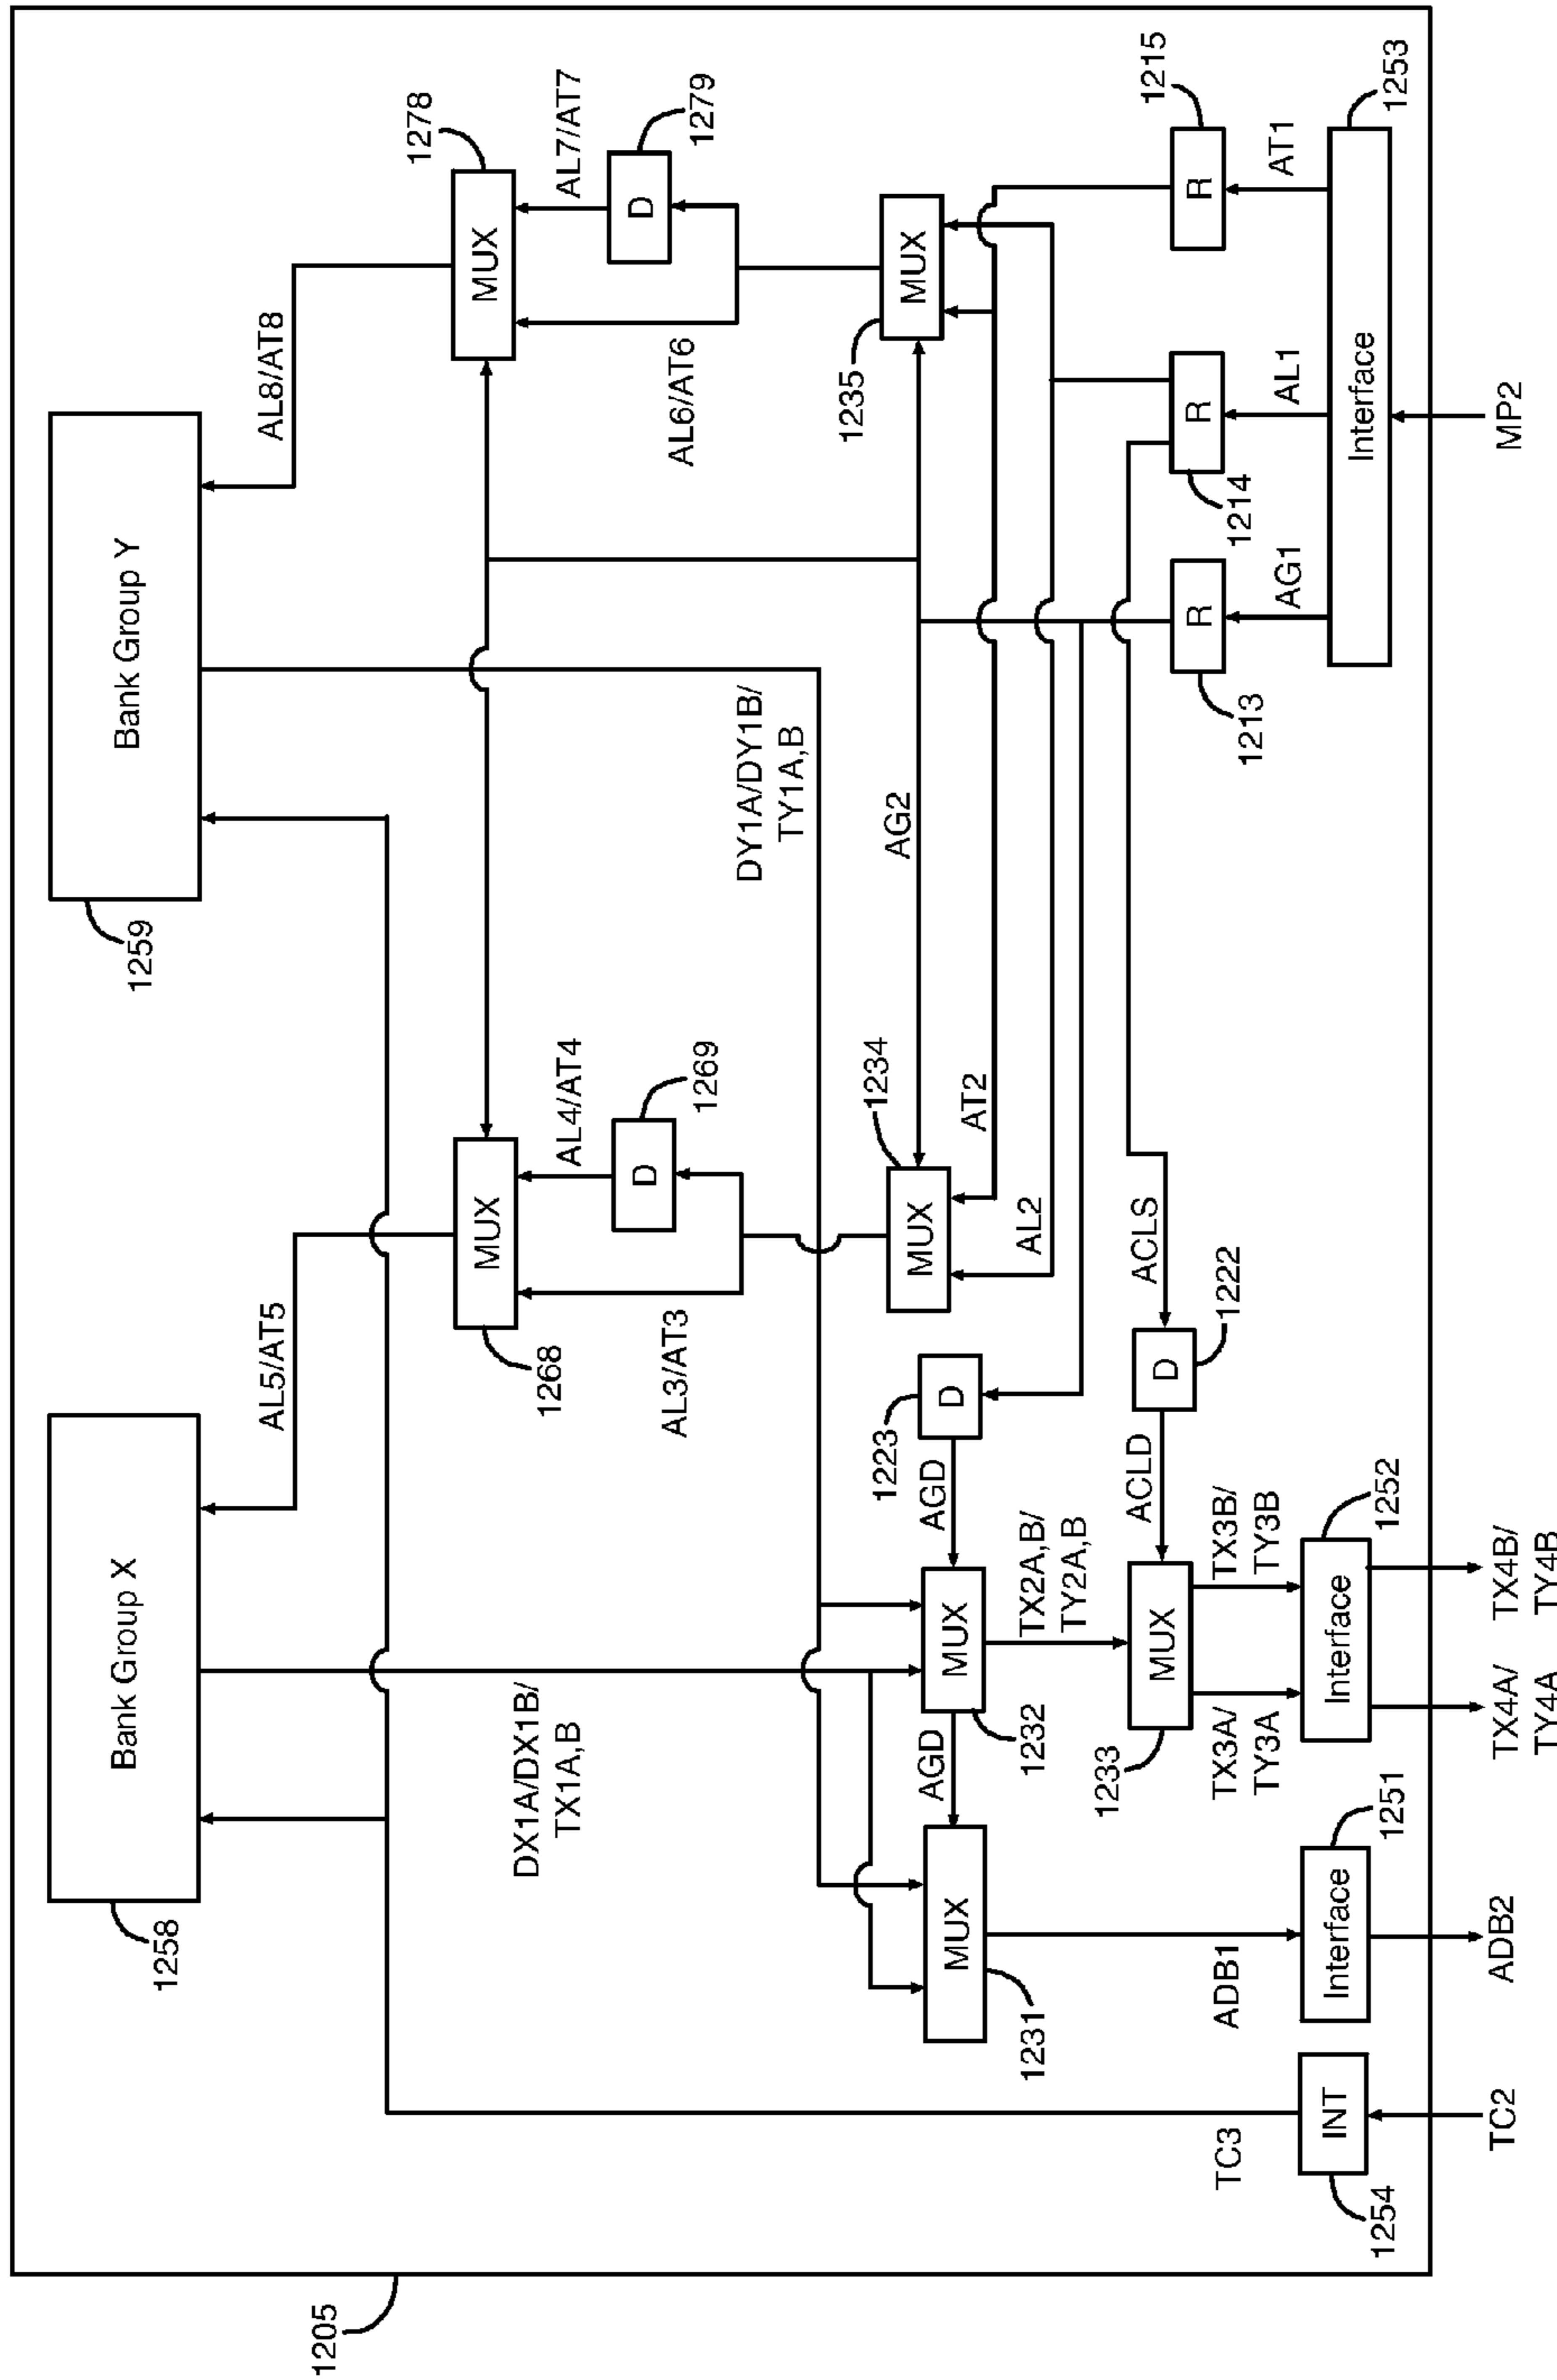 1205
1258
Bank Group X
1259
Bank Group Y
AL5/AT5
AL8/AT8
1268
MUX
AL4/AT4
D
1269
AL3/AT3
1278
MUX
AL7/AT7
D
1279
AL6/AT6
DX1A/DX1B/
TX1A,B
DY1A/DY1B/
TY1A,B
1231
MUX
AGD
1232
MUX
AGD
1223
D
1234
MUX
AG2
1235
MUX
AT2
AL2
TX2A,B/
TY2A,B
1233
MUX
ACLD
D
1222
ACLS
1213
R
1214
R
R
1215
TC3
ADB1
TX3A/
TY3A
TX3B/
TY3B
AG1
AL1
AT1
1254
INT
Interface
1251
Interface
1252
Interface
1253
TC2
ADB2
TX4A/
TY4A
TX4B/
TY4B
MP2